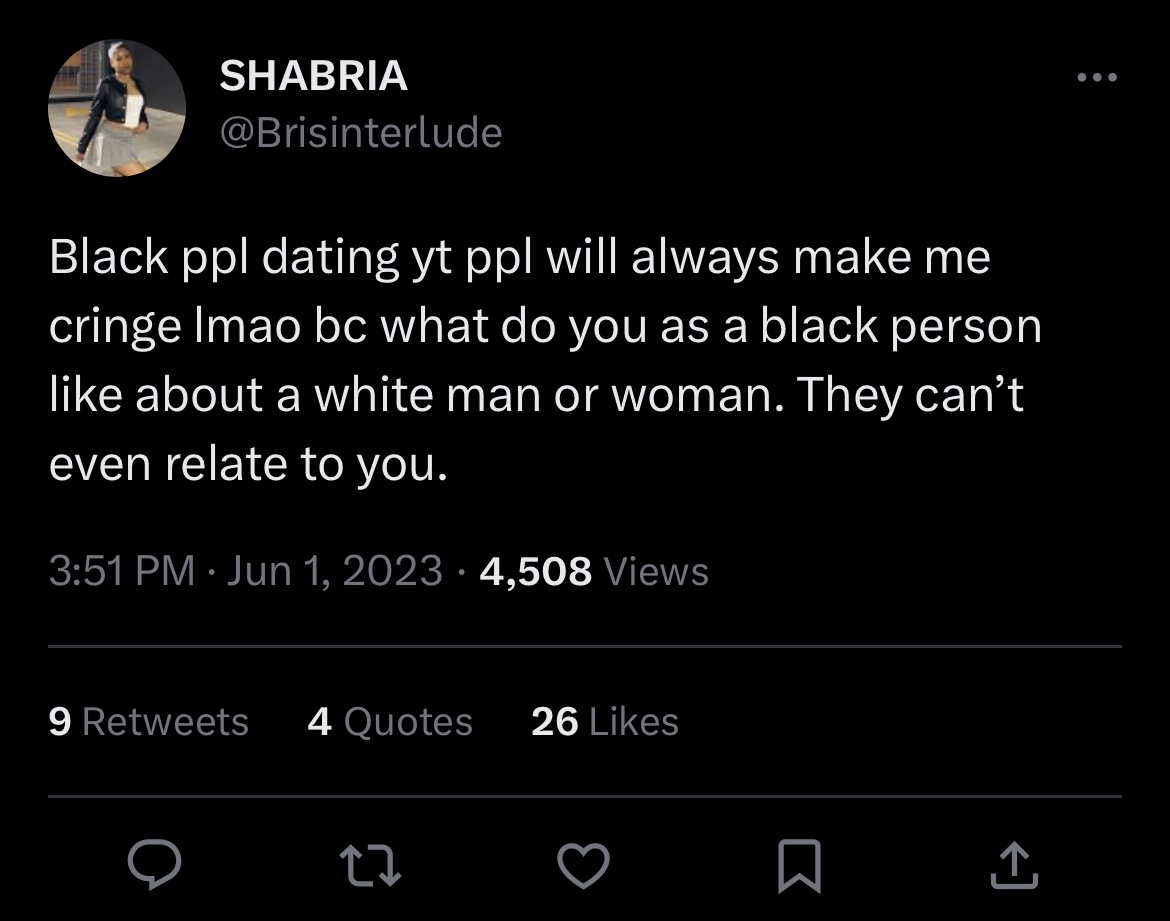 SHABRIA
@Brisinterlude
Black ppl dating yt ppl will always make me
cringe lmao bc what do you as a black person
like about a white man or woman. They can’t
even relate to you.
3:51 PM · Jun 1, 2023 · 4,508 Views
9 Retweets 4 Quotes 26 Likes